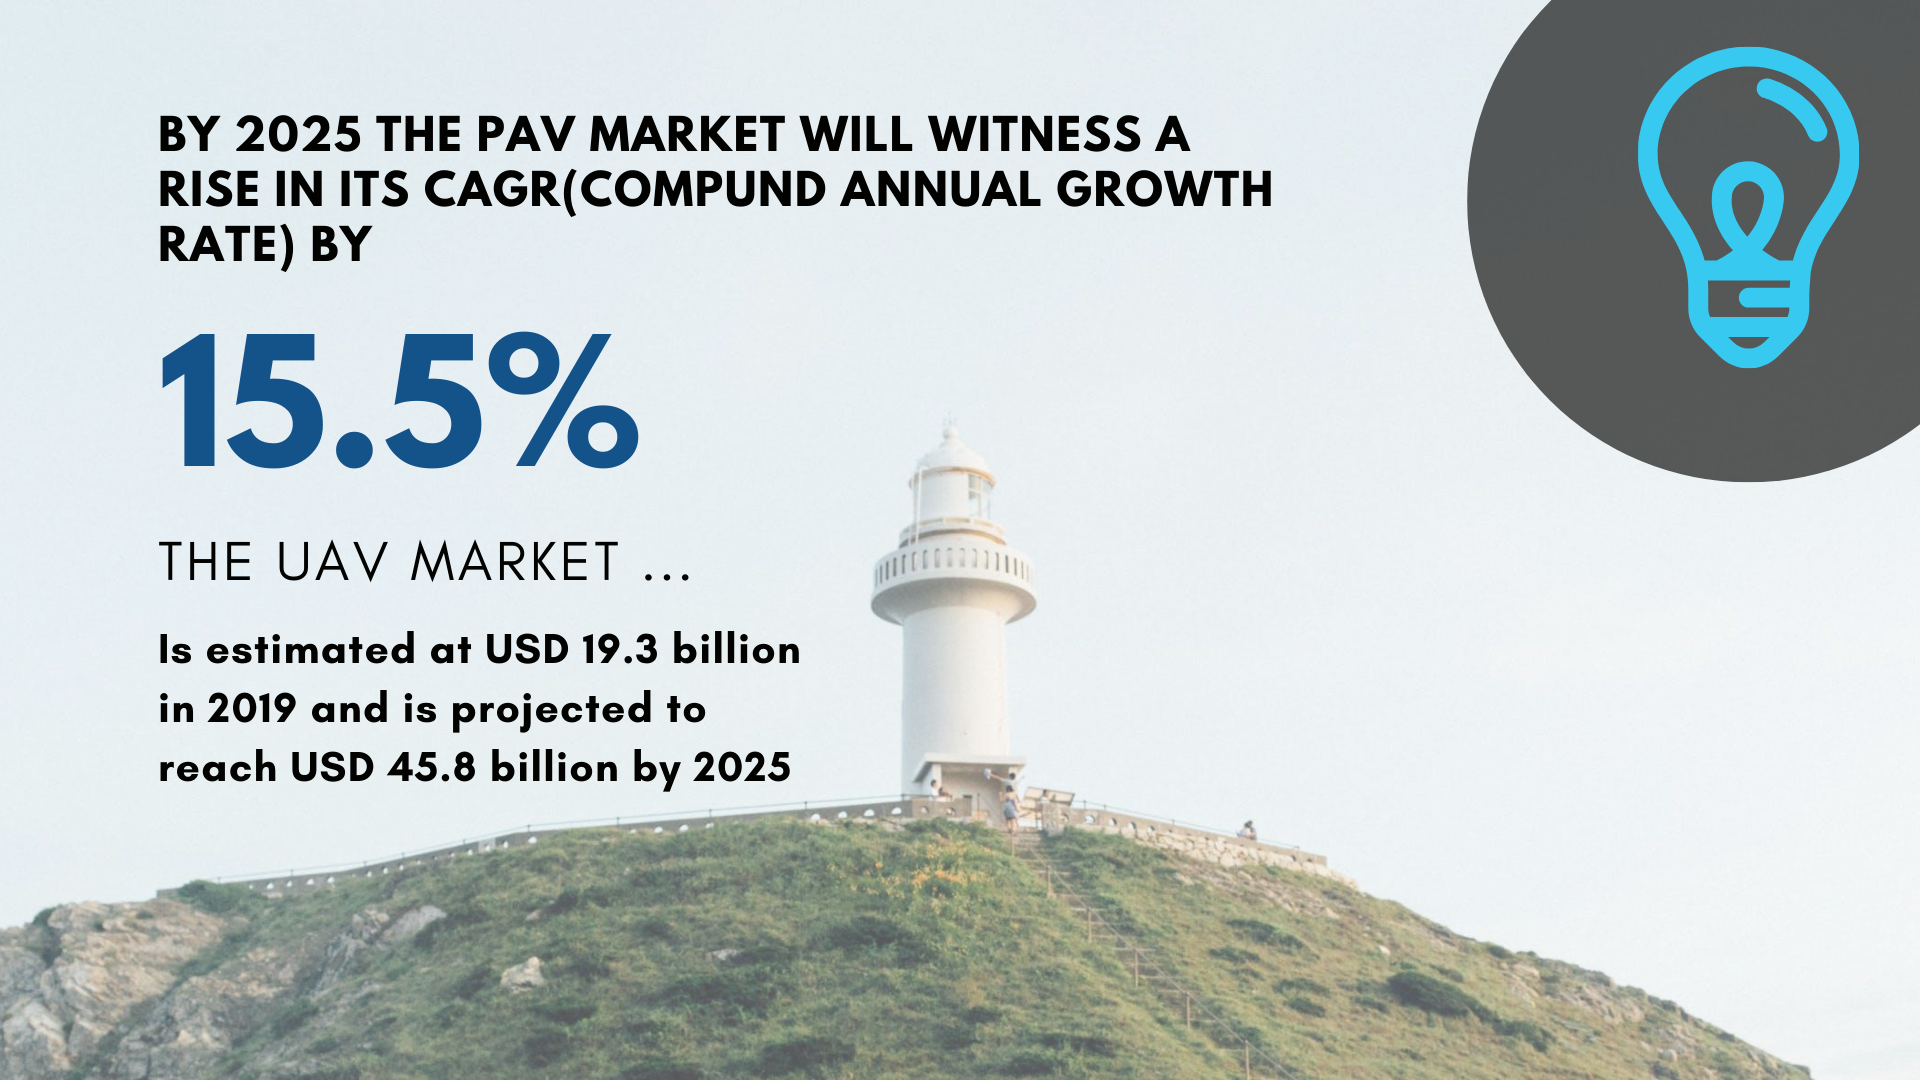 BY 2025 THE PAV MARKET WILL WITNESS A
RISE IN ITS CAGR(COMPUND ANNUAL GROWTH
RATE) BY
15.5%
THE UAV MARKET ...
Is estimated at USD 19.3 billion
in 2019 and is projected to
reach USD 45.8 billion by 2025